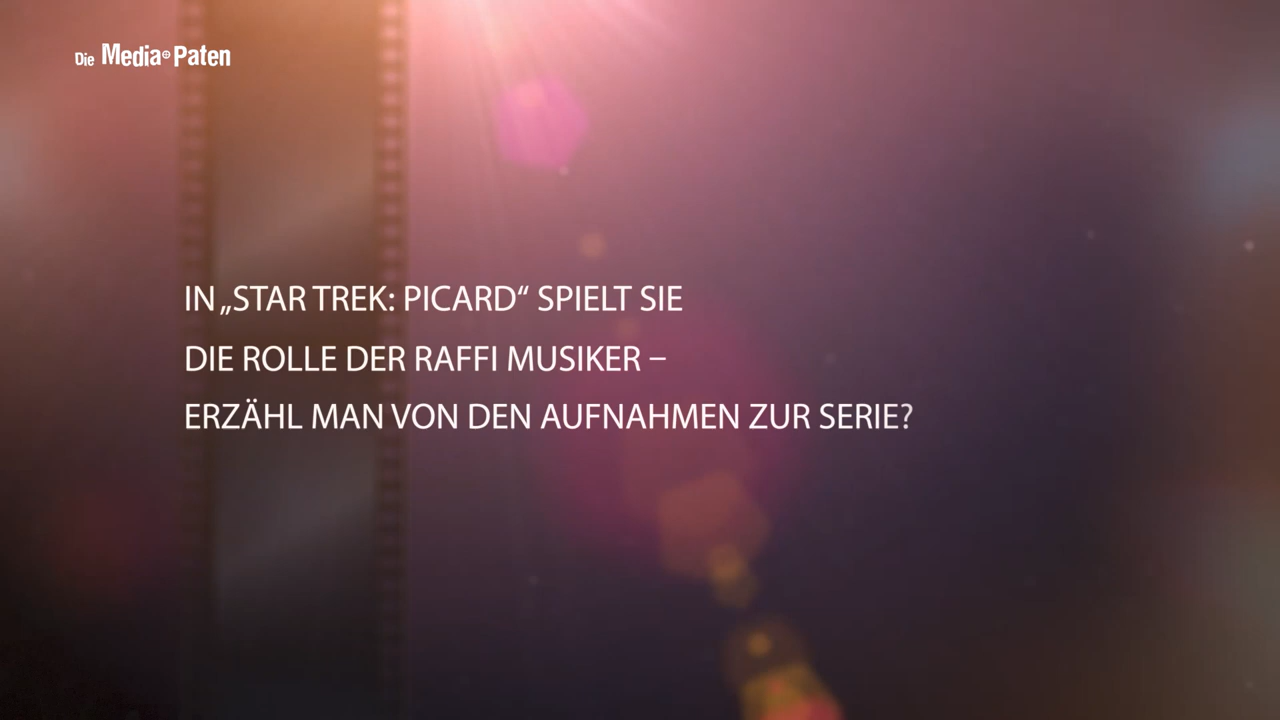 Die Media Paten
IN „STAR TREK: PICARD“ SPIELT SIE
DIE ROLLE DER RAFFI MUSIKER –
ERZÄHL MAN VON DEN AUFNAHMEN ZUR SERIE?